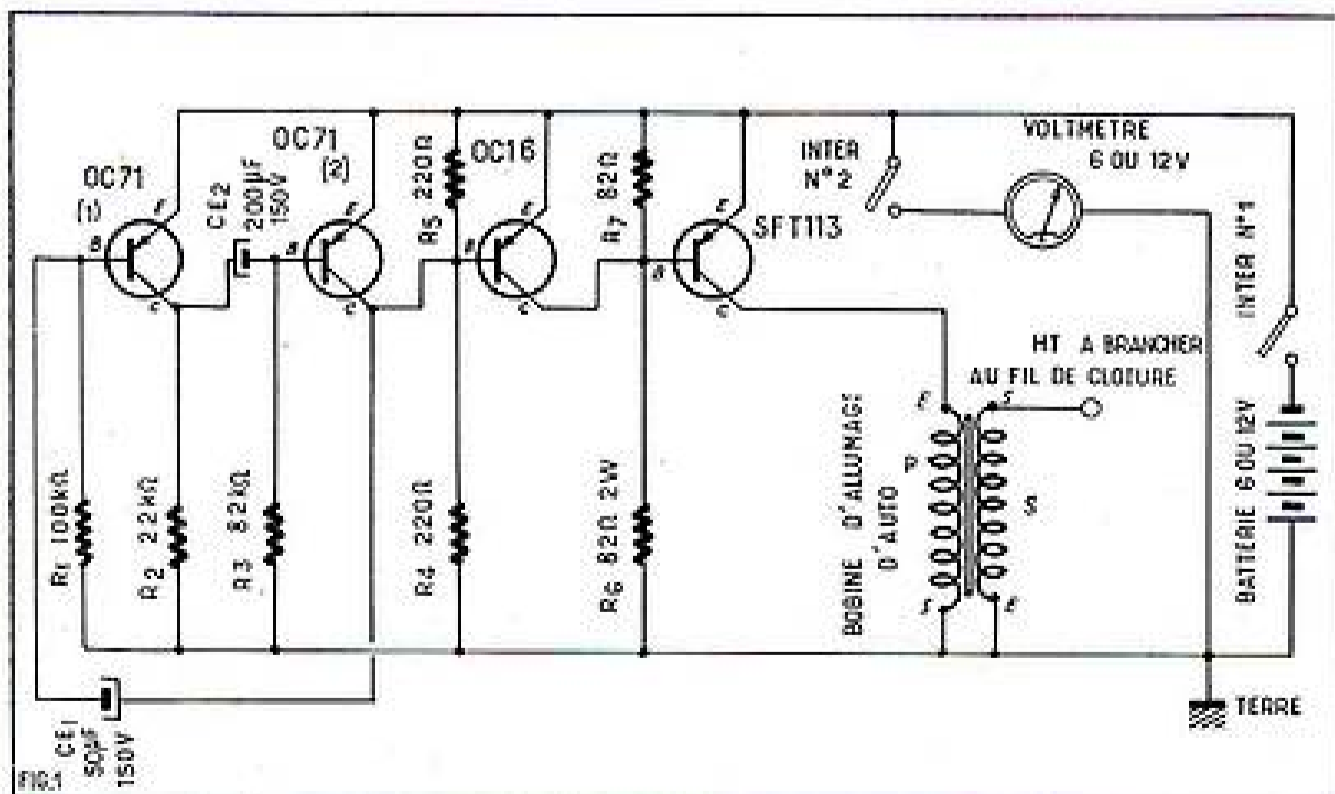 OC71
(1)
B
E
C
CE2
200µF
150V
OC71
(2)
B
E
C
R5 220Ω
OC16
B
E
C
R7 82Ω
SFT113
B
E
C
INTER
N°2
VOLTMETRE
6 OU 12V
INTER N°1
HT A BRANCHER
AU FIL DE CLOTURE
E
S
P
S
S
E
BOBINE D'ALLUMAGE
D'AUTO
BATTERIE 6 OU 12V
R1 100KΩ
R2 2,2KΩ
R3 82KΩ
R4 220Ω
R6 82Ω 2W
TERRE
CE1
50µF
150V
FIG.1